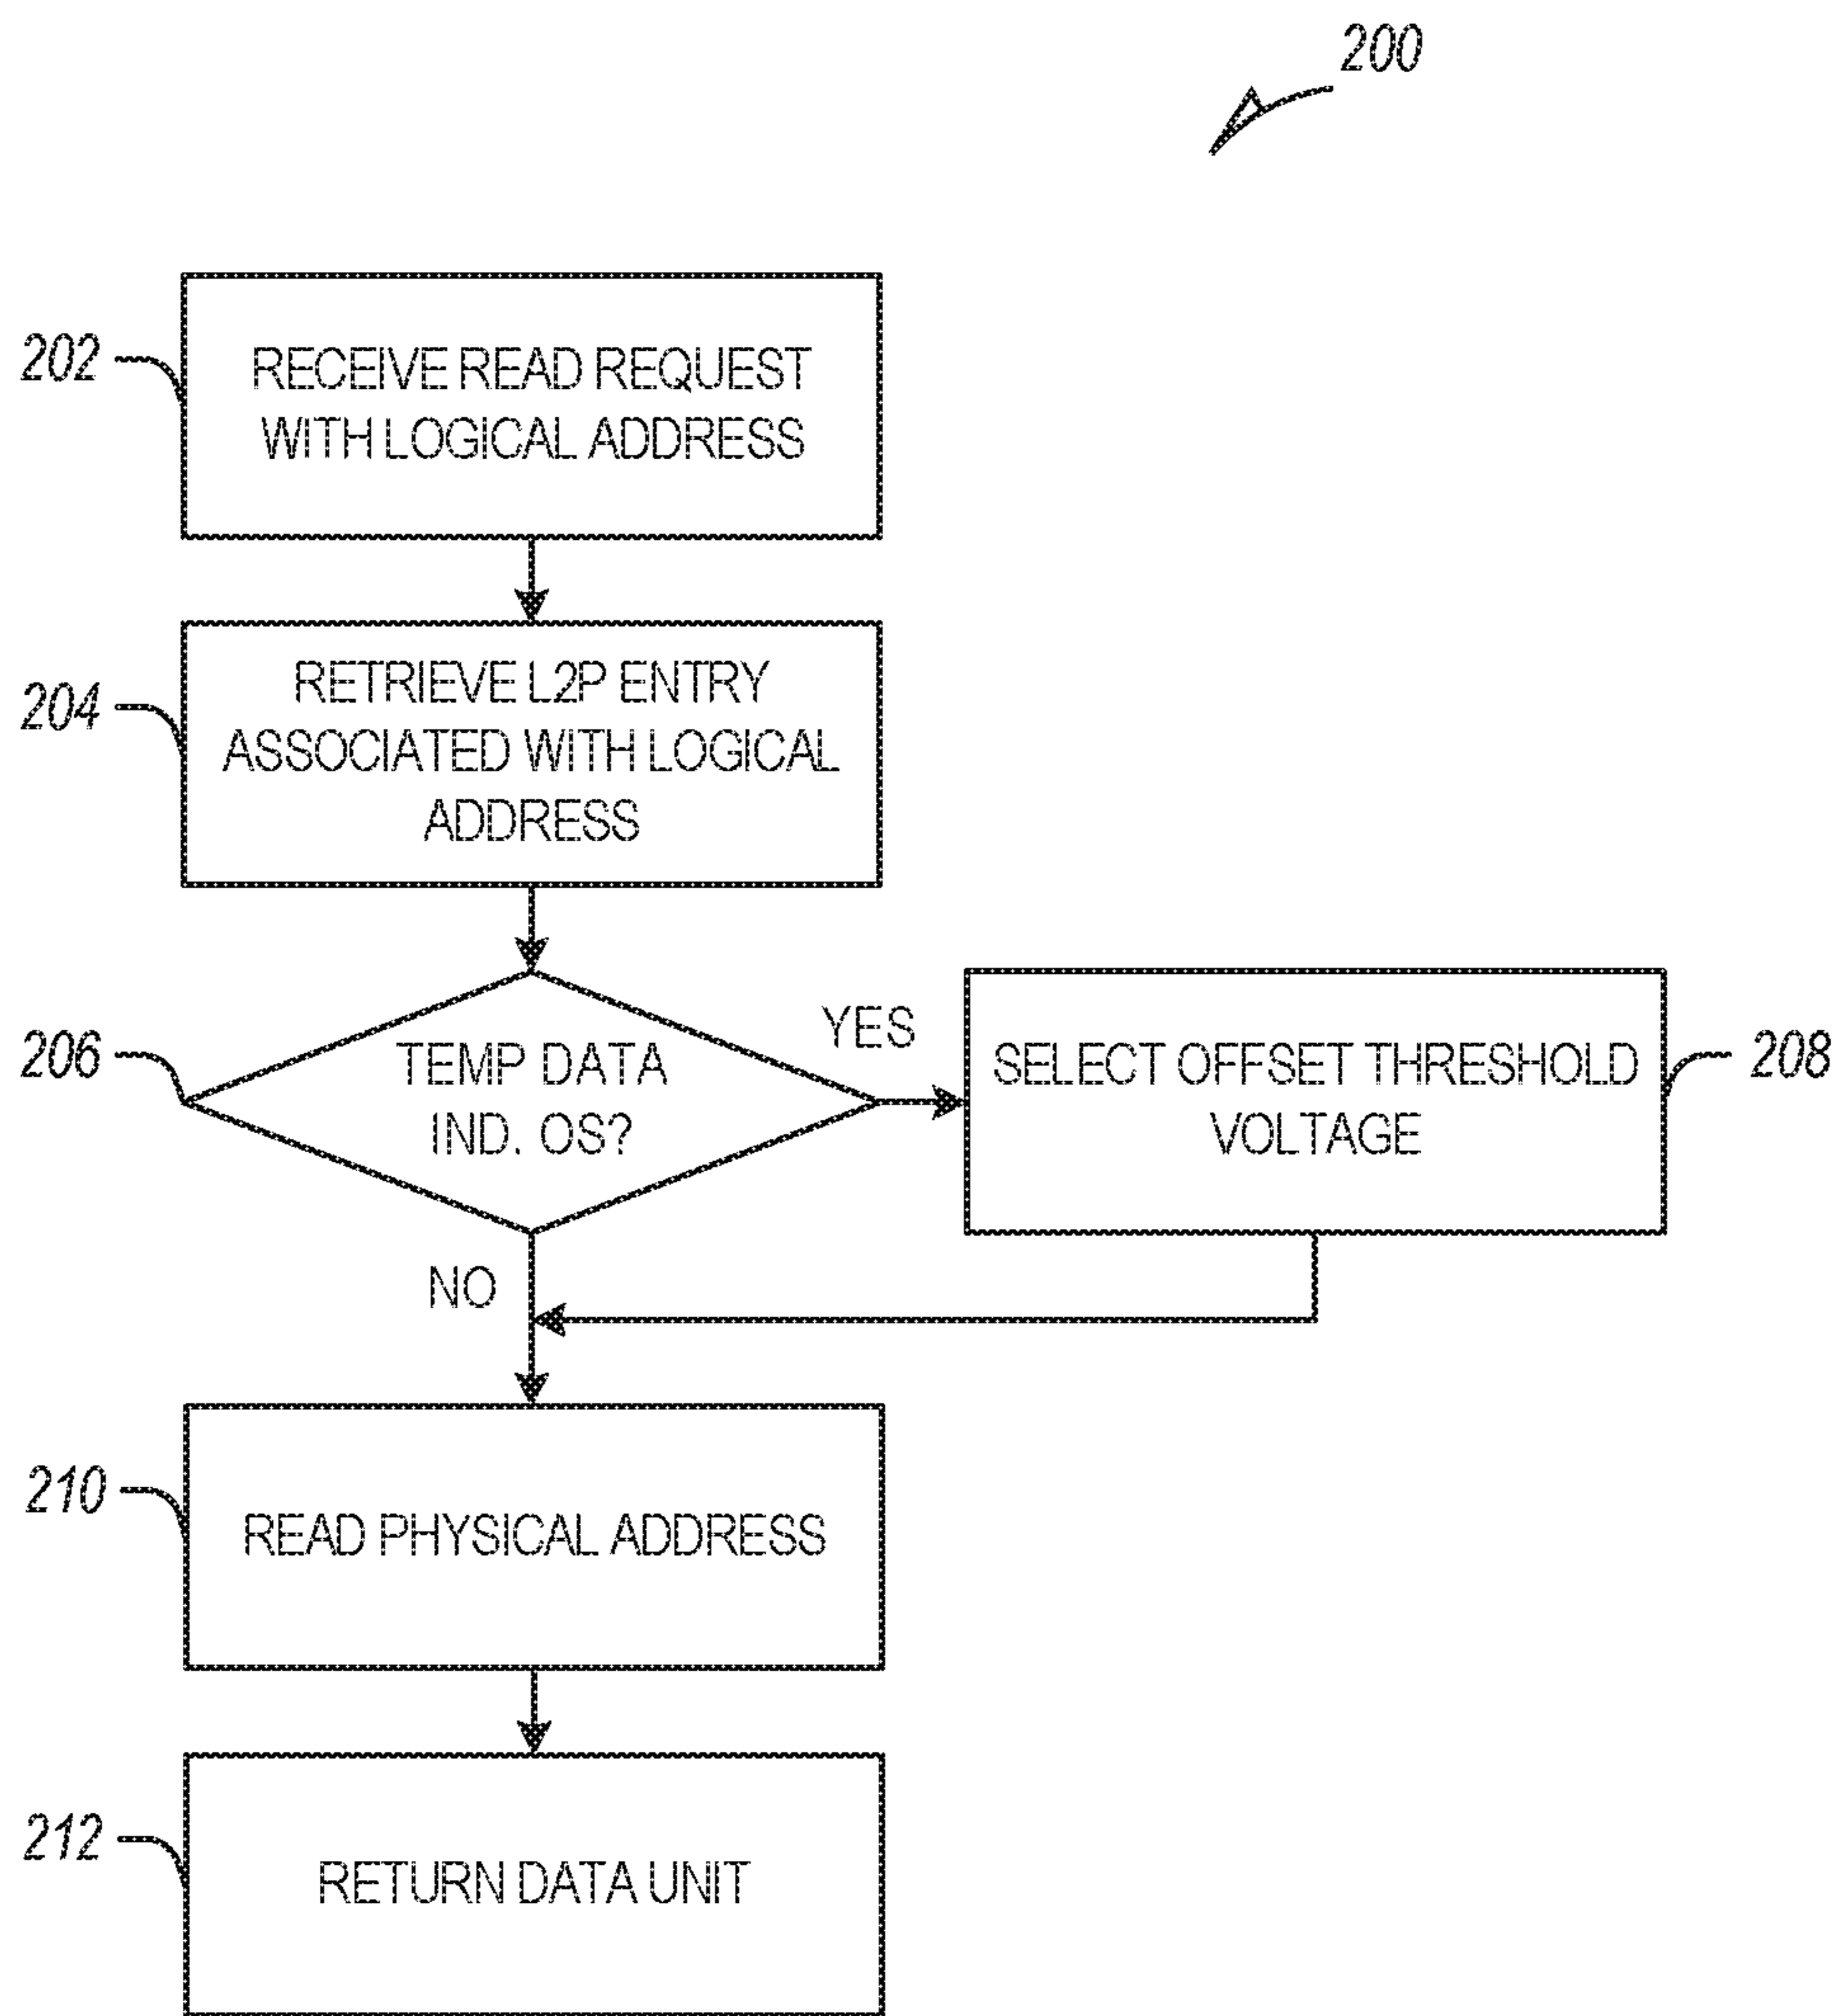 200
202
RECEIVE READ REQUEST
WITH LOGICAL ADDRESS
204
RETRIEVE L2P ENTRY
ASSOCIATED WITH LOGICAL
ADDRESS
206
TEMP DATA
IND. OS?
YES
SELECT OFFSET THRESHOLD
VOLTAGE
208
NO
210
READ PHYSICAL ADDRESS
212
RETURN DATA UNIT